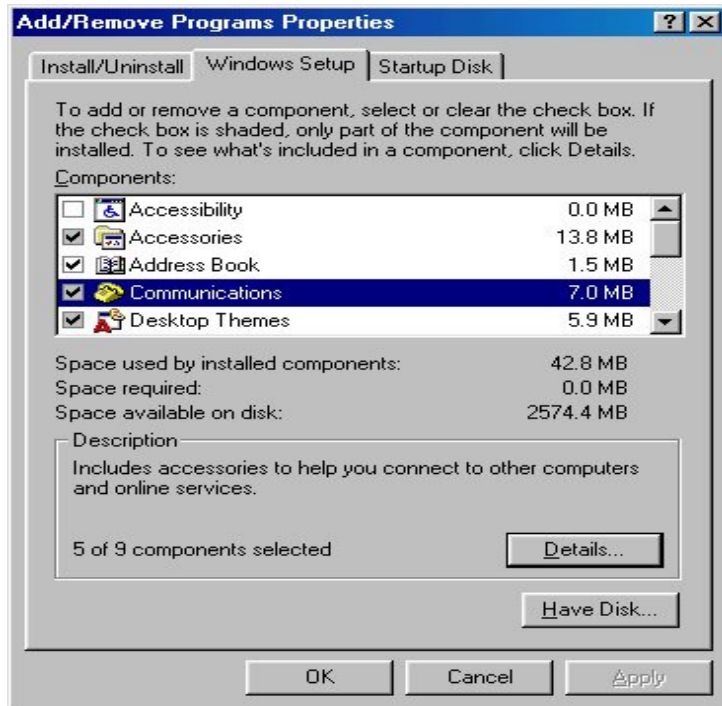 Add/Remove Programs Properties
Install/Uninstall Windows Setup Startup Disk
To add or remove a component, select or clear the check box. If
the check box is shaded, only part of the component will be
installed. To see what's included in a component, click Details.
Components:
Accessibility 0.0 MB
Accessories 13.8 MB
Address Book 1.5 MB
Communications 7.0 MB
Desktop Themes 5.9 MB
Space used by installed components: 42.8 MB
Space required: 0.0 MB
Space available on disk: 2574.4 MB
Description
Includes accessories to help you connect to other computers
and online services.
5 of 9 components selected Details...
Have Disk...
OK Cancel Apply